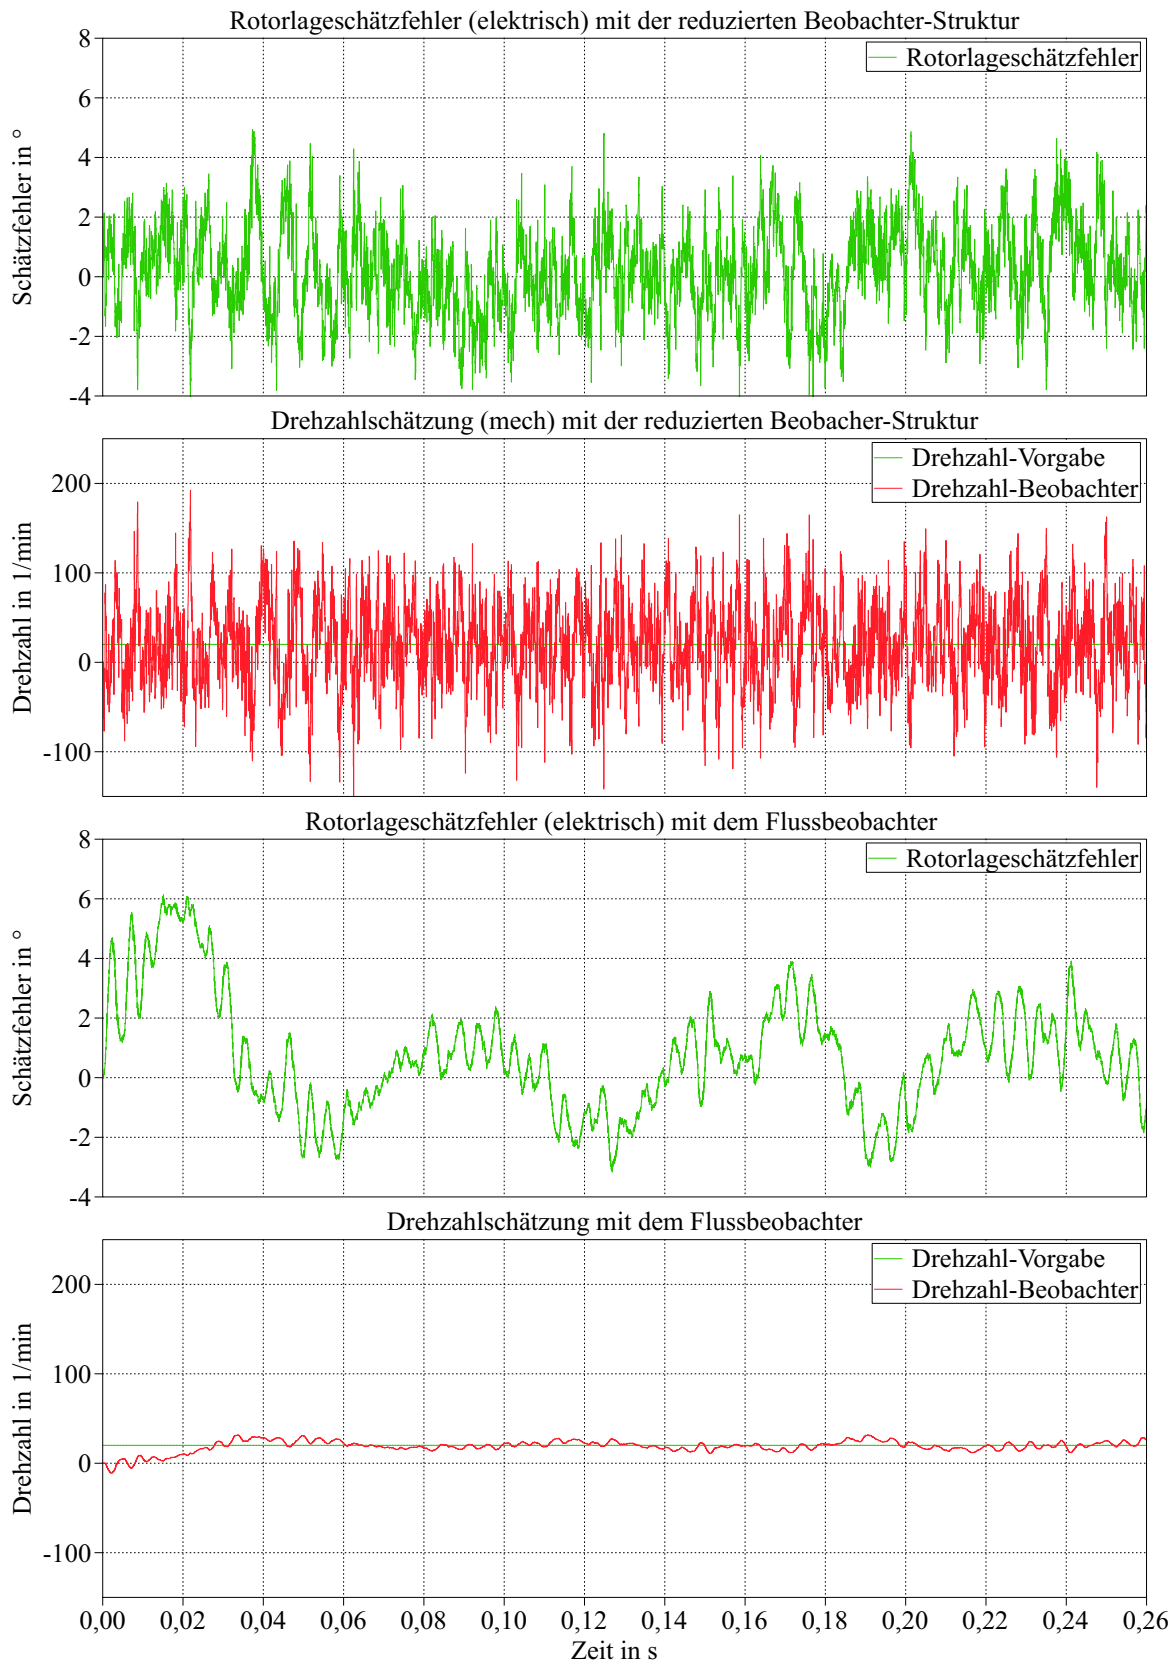 Rotorlageschätzfehler (elektrisch) mit der reduzierten Beobachter-Struktur
8
Rotorlageschätzfehler
6
4
2
0
-2
-4
Schätzfehler in °
Drehzahlschätzung (mech) mit der reduzierten Beobacher-Struktur
Drehzahl-Vorgabe
Drehzahl-Beobachter
200
100
0
-100
Drehzahl in 1/min
Rotorlageschätzfehler (elektrisch) mit dem Flussbeobachter
8
Rotorlageschätzfehler
6
4
2
0
-2
-4
Schätzfehler in °
Drehzahlschätzung mit dem Flussbeobachter
Drehzahl-Vorgabe
Drehzahl-Beobachter
200
100
0
-100
Drehzahl in 1/min
0,00 0,02 0,04 0,06 0,08 0,10 0,12 0,14 0,16 0,18 0,20 0,22 0,24 0,26
Zeit in s